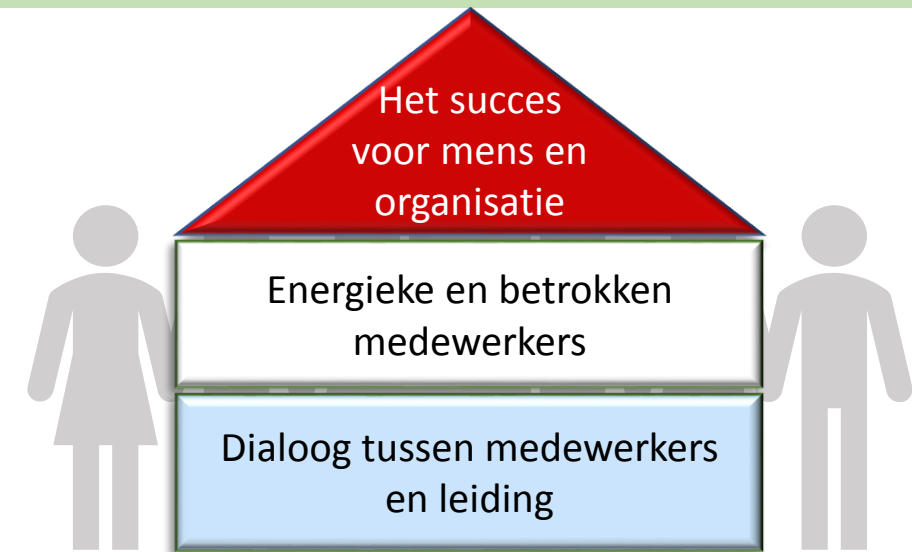 Het succes
voor mens en
organisatie
Energieke en betrokken
medewerkers
Dialoog tussen medewerkers
en leiding